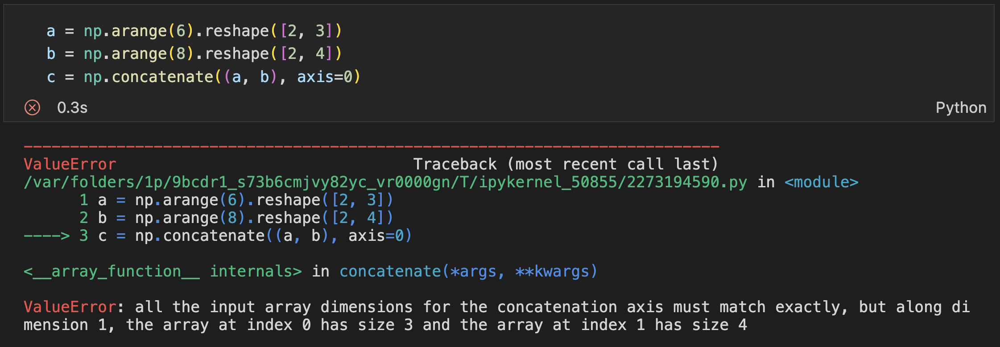 a = np.arange(6).reshape([2, 3])
b = np.arange(8).reshape([2, 4])
c = np.concatenate((a, b), axis=0)
0.3s
Python
---------------------------------------------------------------------------
ValueError                                Traceback (most recent call last)
/var/folders/1p/9bcdr1_s73b6cmjvy82yc_vr0000gn/T/ipykernel_50855/2273194590.py in <module>
      1 a = np.arange(6).reshape([2, 3])
      2 b = np.arange(8).reshape([2, 4])
----> 3 c = np.concatenate((a, b), axis=0)
<__array_function__ internals> in concatenate(*args, **kwargs)
ValueError: all the input array dimensions for the concatenation axis must match exactly, but along di
mension 1, the array at index 0 has size 3 and the array at index 1 has size 4